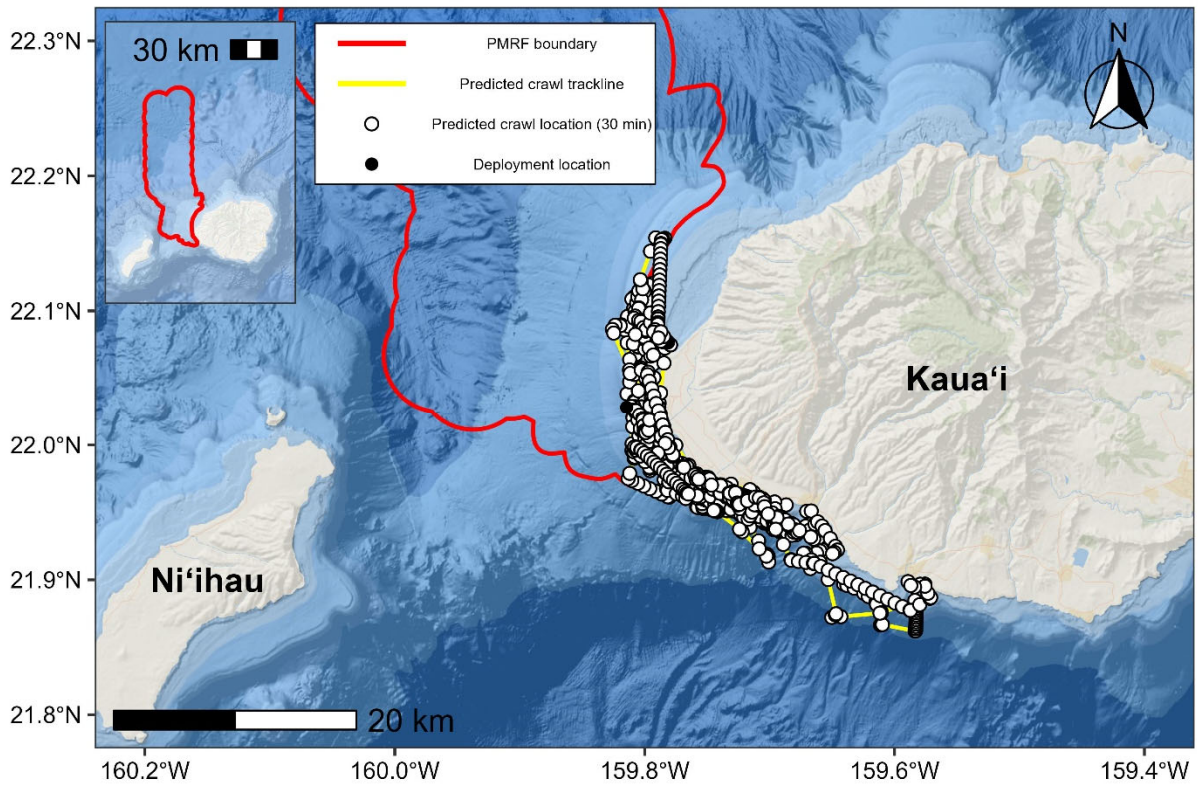 22.3°N
22.2°N
22.1°N
22.0°N
21.9°N
21.8°N
30 km
PMRF boundary
Predicted crawl trackline
Predicted crawl location (30 min)
Deployment location
N
Kauaʻi
Niʻihau
20 km
160.2°W
160.0°W
159.8°W
159.6°W
159.4°W